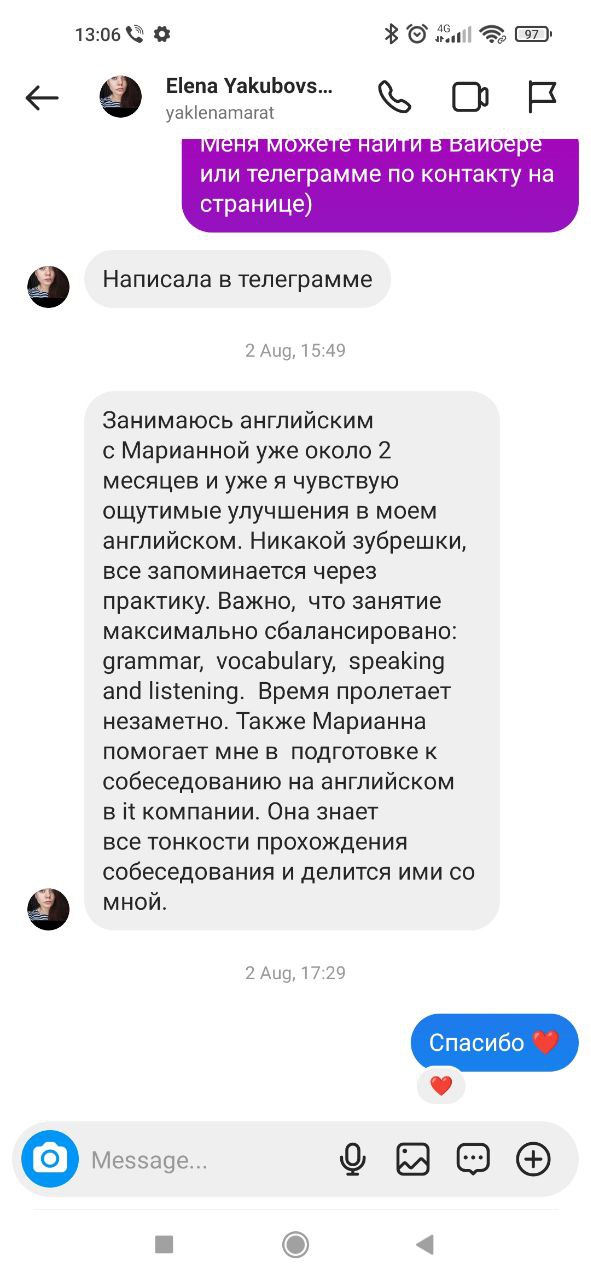 13:06
4G
97
Elena Yakubovs...
yaklenamarat
Меня можете найти в Вайбере
или телеграмме по контакту на
странице)
Написала в телеграмме
2 Aug, 15:49
Занимаюсь английским
с Марианной уже около 2
месяцев и уже я чувствую
ощутимые улучшения в моем
английском. Никакой зубрешки,
все запоминается через
практику. Важно,  что занятие
максимально сбалансировано:
grammar,  vocabulary,  speaking
and listening.  Время пролетает
незаметно. Также Марианна
помогает мне в  подготовке к
собеседованию на английском
в it компании. Она знает
все тонкости прохождения
собеседования и делится ими со
мной.
2 Aug, 17:29
Спасибо ❤️
❤️
Message...